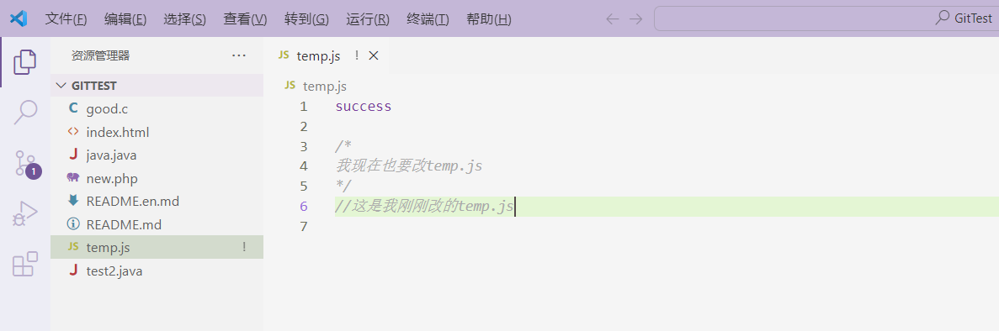 文件(F) 编辑(E) 选择(S) 查看(V) 转到(G) 运行(R) 终端(T) 帮助(H) GitTest
资源管理器 ···
JS temp.js ! ×
GITTEST
C good.c
<> index.html
J java.java
new.php
README.en.md
README.md
JS temp.js !
J test2.java
1
JS temp.js
1 success
2
3 /*
4 我现在也要改temp.js
5 */
6 //这是我刚刚改的temp.js
7